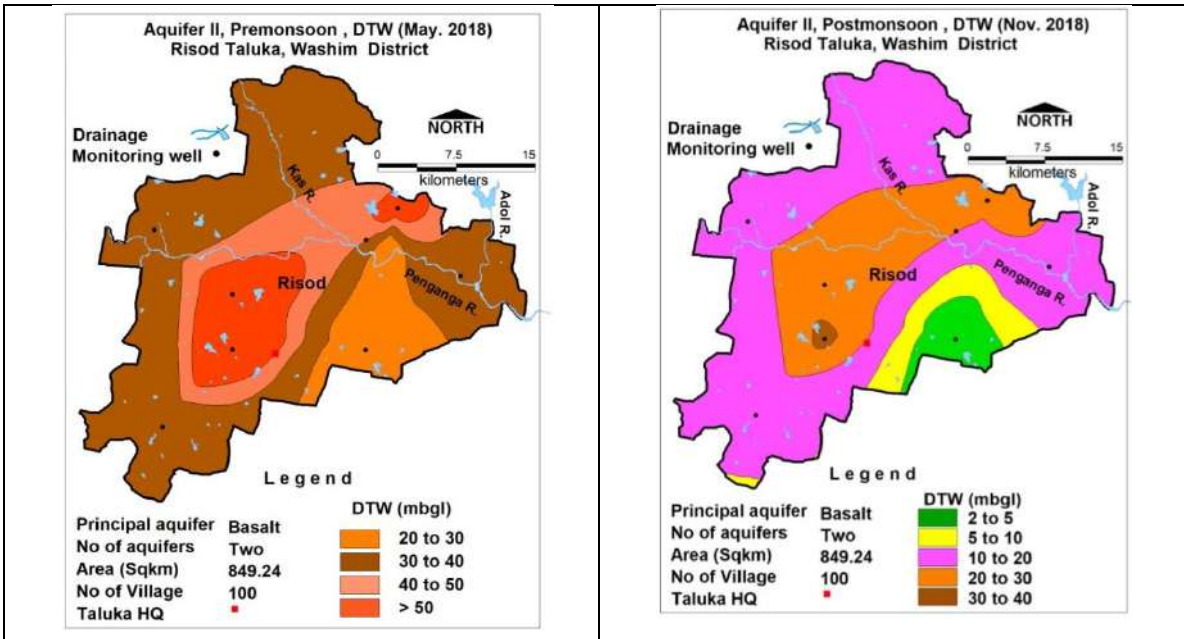 Aquifer II, Premonsoon , DTW (May. 2018)
Risod Taluka, Washim District
NORTH
Drainage
Monitoring well
0 7.5 15
kilometers
Kas R.
Adol R.
Risod
Penganga R.
Legend
DTW (mbgl)
Principal aquifer Basalt
No of aquifers Two
Area (Sqkm) 849.24
No of Village 100
Taluka HQ
20 to 30
30 to 40
40 to 50
> 50
Aquifer II, Postmonsoon , DTW (Nov. 2018)
Risod Taluka, Washim District
NORTH
Drainage
Monitoring well
0 7.5 15
kilometers
Kas R.
Adol R.
Risod
Penganga R.
Legend
DTW (mbgl)
Principal aquifer Basalt
No of aquifers Two
Area (Sqkm) 849.24
No of Village 100
Taluka HQ
2 to 5
5 to 10
10 to 20
20 to 30
30 to 40